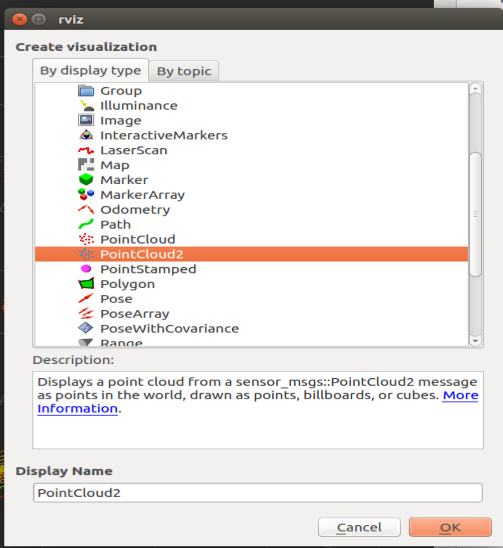 rviz
Create visualization
By display type
By topic
Group
Illuminance
Image
InteractiveMarkers
LaserScan
Map
Marker
MarkerArray
Odometry
Path
PointCloud
PointCloud2
PointStamped
Polygon
Pose
PoseArray
PoseWithCovariance
Range
Description:
Displays a point cloud from a sensor_msgs::PointCloud2 message
as points in the world, drawn as points, billboards, or cubes. More
Information.
Display Name
PointCloud2
Cancel
OK